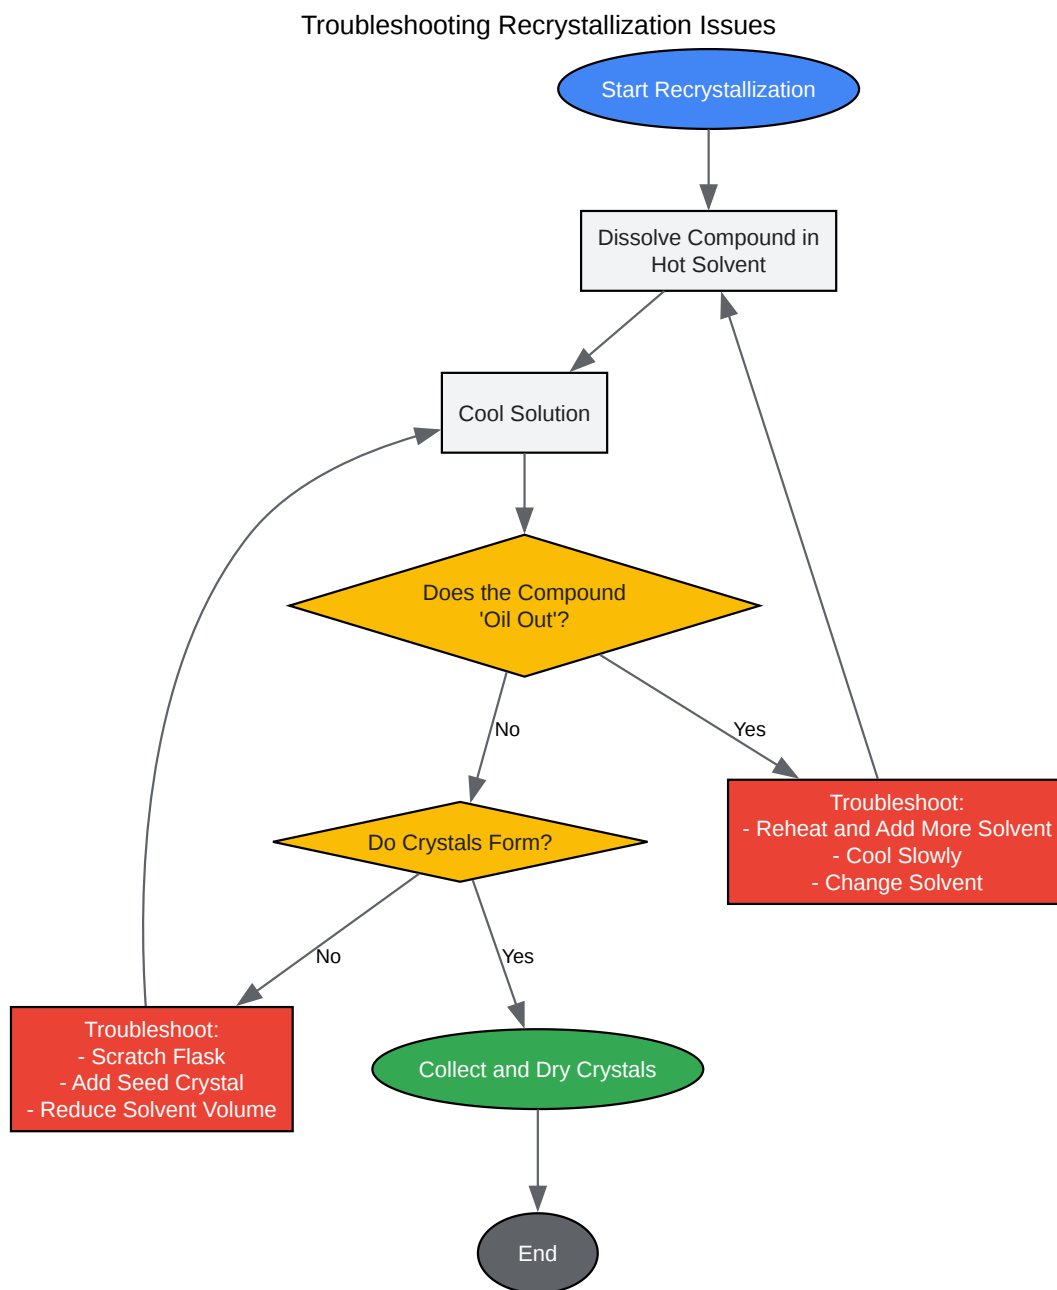 Troubleshooting Recrystallization Issues
Start Recrystallization
Dissolve Compound in
Hot Solvent
Cool Solution
Does the Compound
'Oil Out'?
No
Yes
Troubleshoot:
- Reheat and Add More Solvent
- Cool Slowly
- Change Solvent
Do Crystals Form?
No
Yes
Troubleshoot:
- Scratch Flask
- Add Seed Crystal
- Reduce Solvent Volume
Collect and Dry Crystals
End